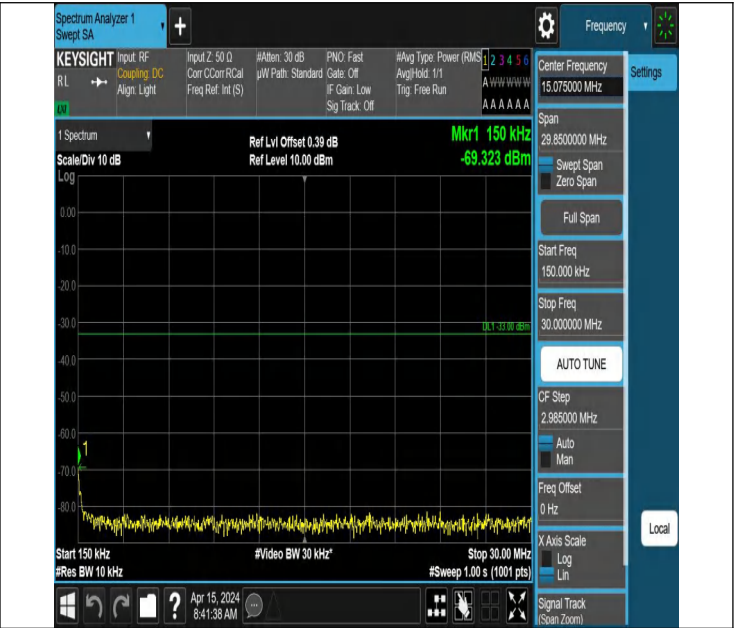 Spectrum Analyzer 1
Swept SA
+
Frequency
KEYSIGHT
RL
Input: RF
Coupling: DC
Align: Light
Input Z: 50 Ω
Corr CCorr RCal
Freq Ref: Int (S)
#Atten: 30 dB
µW Path: Standard
PNO: Fast
Gate: Off
IF Gain: Low
Sig Track: Off
#Avg Type: Power (RMS
Avg|Hold: 1/1
Trig: Free Run
1 2 3 4 5 6
A W W W W W
A A A A A A
Center Frequency
15.075000 MHz
Settings
1 Spectrum
Scale/Div 10 dB
Ref Lvl Offset 0.39 dB
Ref Level 10.00 dBm
Mkr1 150 kHz
-69.323 dBm
Span
29.8500000 MHz
Swept Span
Zero Span
Full Span
Start Freq
150.000 kHz
Stop Freq
30.000000 MHz
AUTO TUNE
CF Step
2.985000 MHz
Auto
Man
Freq Offset
0 Hz
X Axis Scale
Log
Lin
Signal Track
(Span Zoom)
Local
Log
0.00
-10.0
-20.0
-30.0
DL1 -33.00 dBm
-40.0
-50.0
-60.0
1
-70.0
-80.0
Start 150 kHz
#Video BW 30 kHz*
Stop 30.00 MHz
#Res BW 10 kHz
#Sweep 1.00 s (1001 pts)
?
Apr 15, 2024
8:41:38 AM